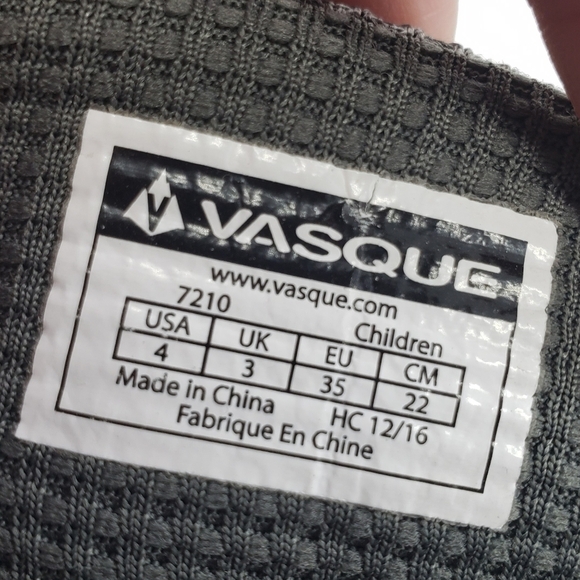 VASQUE
www.vasque.com
7210 Children
USA UK EU CM
4 3 35 22
Made in China HC 12/16
Fabrique En Chine